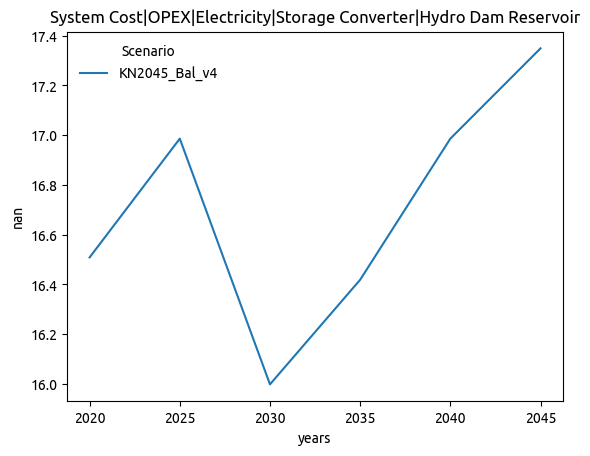 System Cost|OPEX|Electricity|Storage Converter|Hydro Dam Reservoir
17.4
17.2
17.0
16.8
16.6
16.4
16.2
16.0
nan
Scenario
KN2045_Bal_v4
2020 2025 2030 2035 2040 2045
years